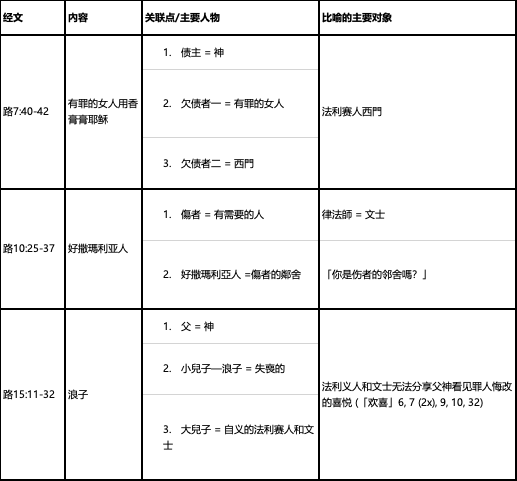 经文 内容 关联点/主要人物 比喻的主要对象
路7:40-42
有罪的女人用香
膏膏耶稣
1. 债主 = 神
2. 欠债者一 = 有罪的女人
3. 欠债者二 = 西門
法利赛人西門
路10:25-37
好撒瑪利亚人
1. 傷者 = 有需要的人
律法師 = 文士
2. 好撒瑪利亞人 =傷者的鄰舍
「你是伤者的邻舍嗎？」
路15:11-32
浪子
1. 父 = 神
2. 小兒子—浪子 = 失喪的
3. 大兒子 = 自义的法利赛人和文
士
法利义人和文士无法分享父神看见罪人悔改
的喜悦 (「欢喜」6, 7 (2x), 9, 10, 32)